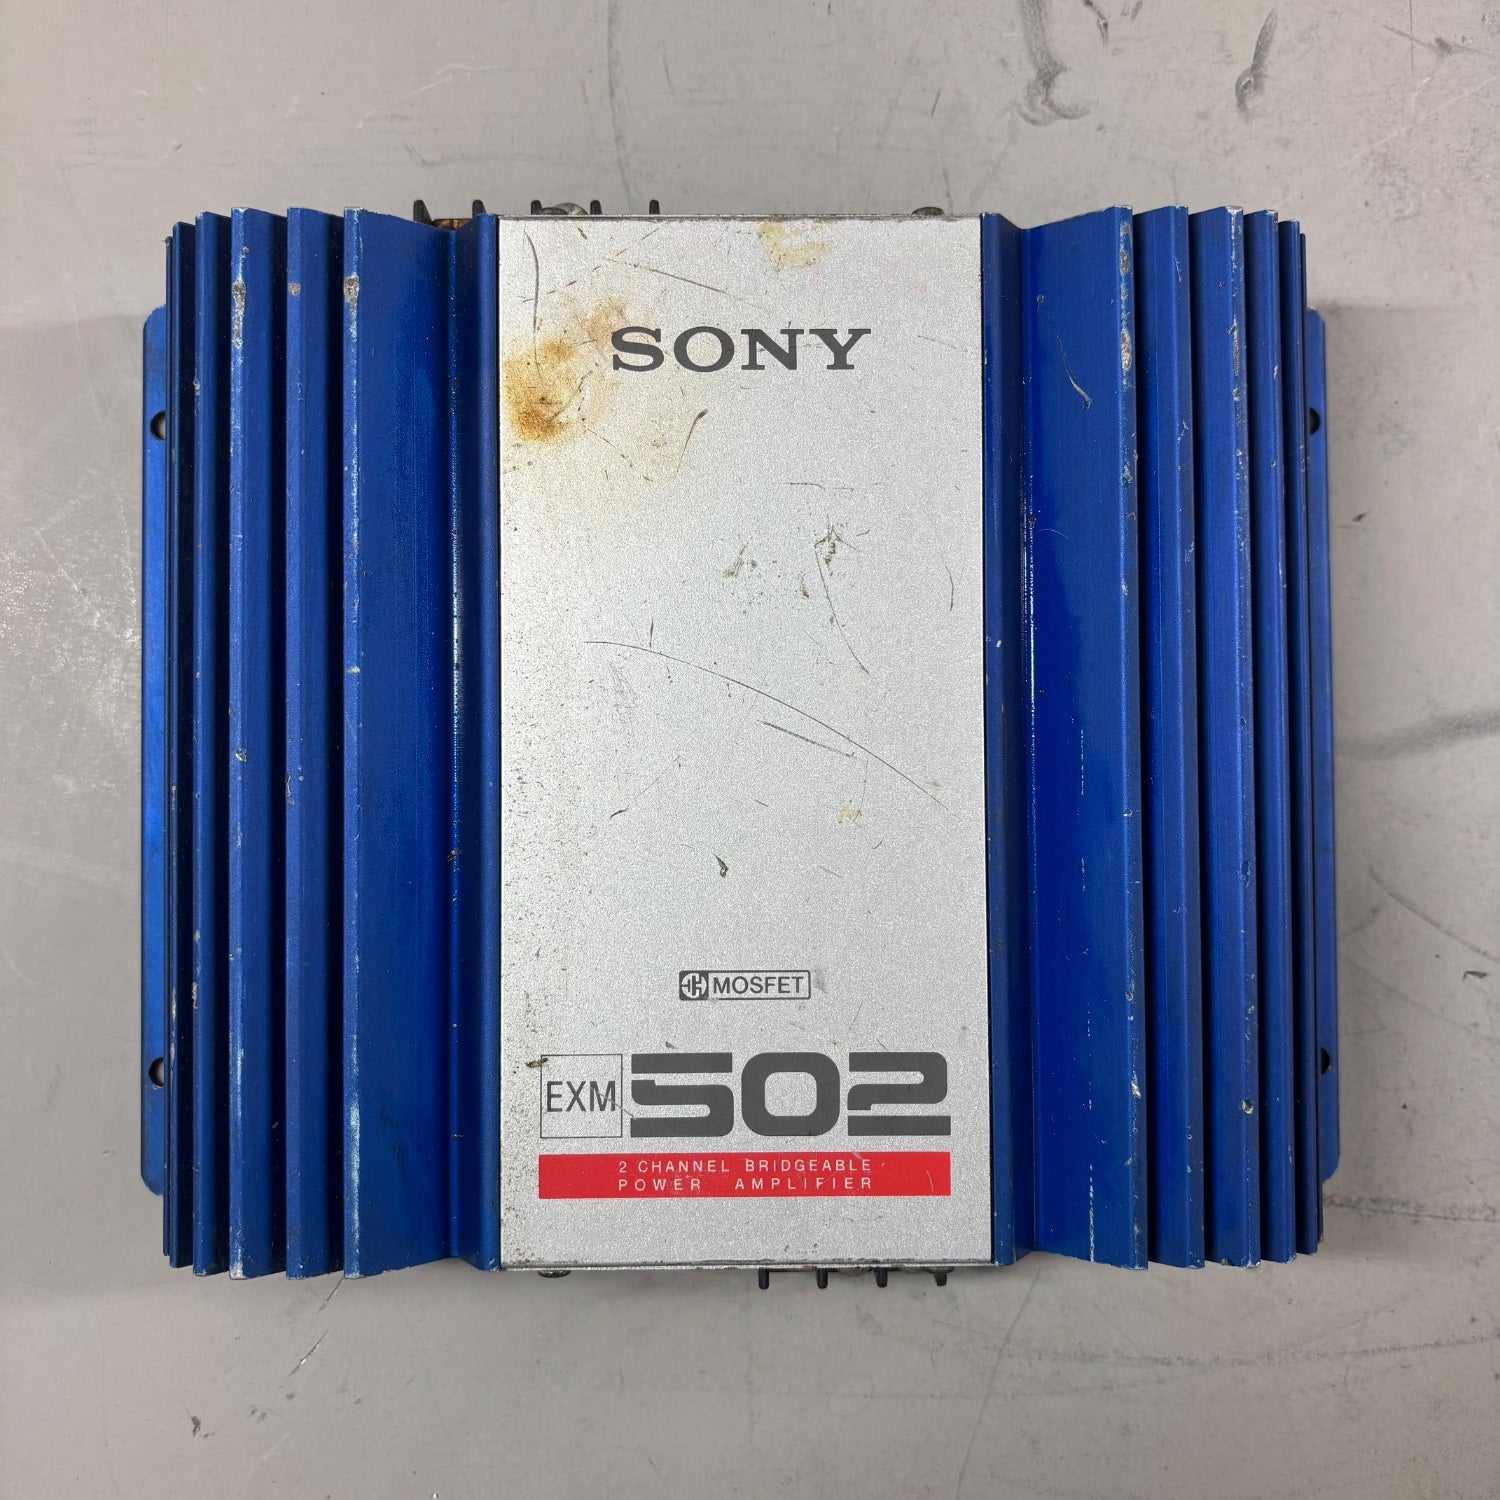 SONY
MOSFET
EXM 502
2 CHANNEL BRIDGEABLE
POWER AMPLIFIER